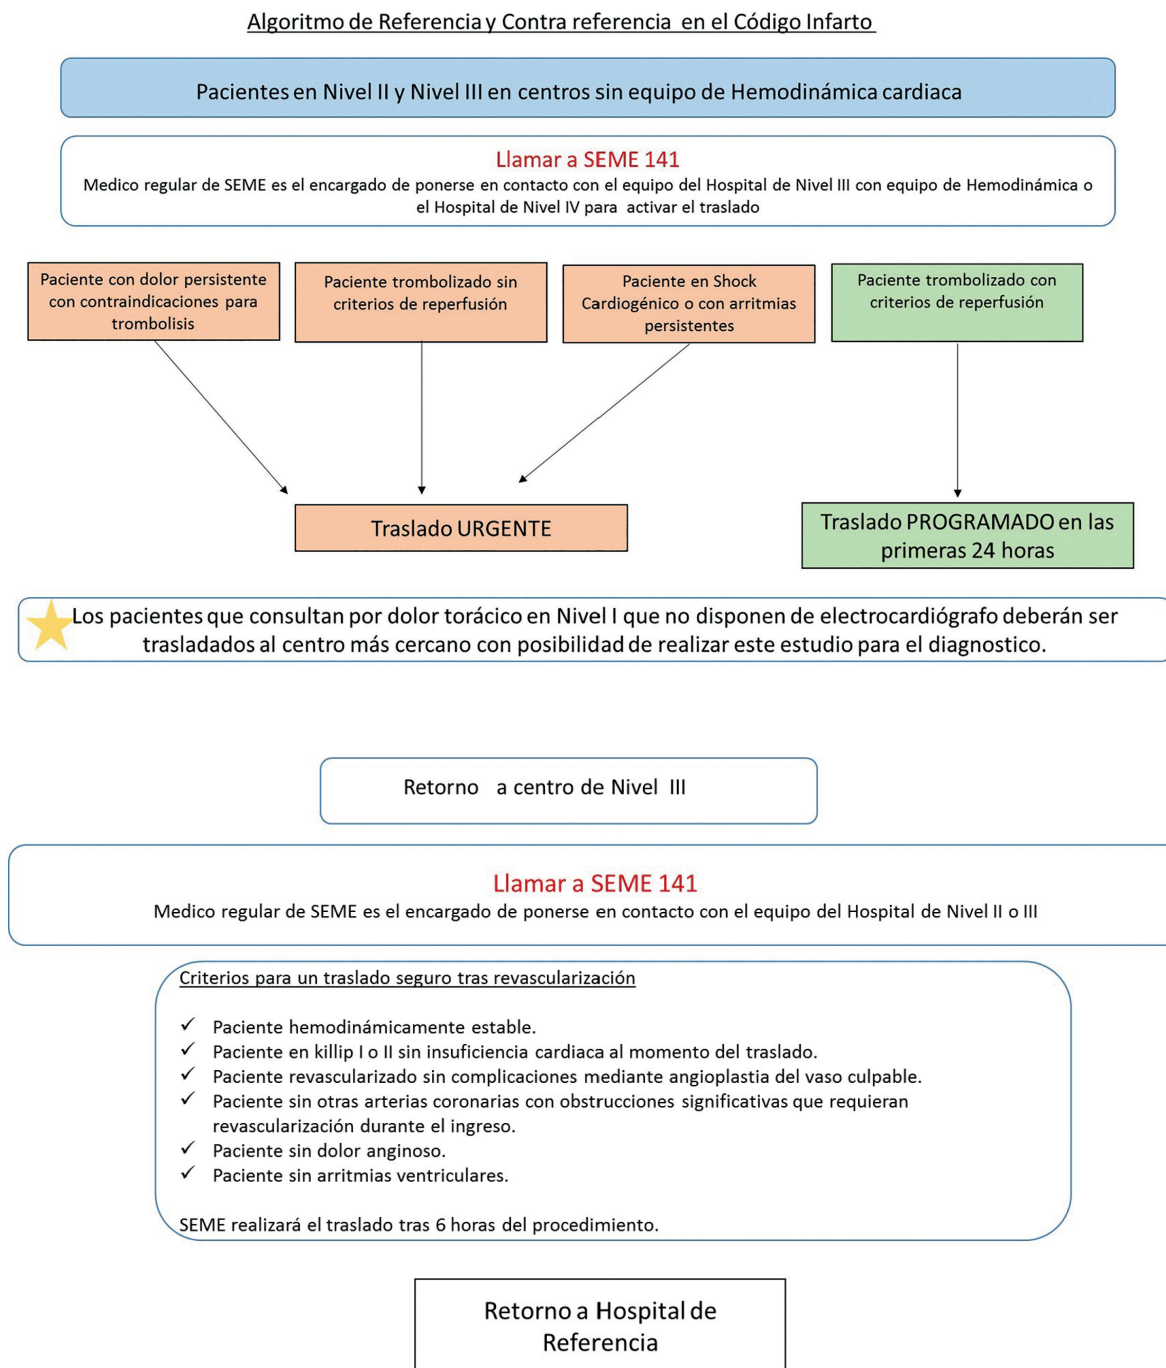 Algoritmo de Referencia y Contra referencia en el Código Infarto
Pacientes en Nivel II y Nivel III en centros sin equipo de Hemodinámica cardiaca
Llamar a SEME 141
Medico regular de SEME es el encargado de ponerse en contacto con el equipo del Hospital de Nivel III con equipo de Hemodinámica o
el Hospital de Nivel IV para activar el traslado
Paciente con dolor persistente
con contraindicaciones para
trombolisis
Paciente trombolizado sin
criterios de reperfusión
Paciente en Shock
Cardiogénico o con arritmias
persistentes
Paciente trombolizado con
criterios de reperfusión
Traslado URGENTE
Traslado PROGRAMADO en las
primeras 24 horas
Los pacientes que consultan por dolor torácico en Nivel I que no disponen de electrocardiógrafo deberán ser
trasladados al centro más cercano con posibilidad de realizar este estudio para el diagnostico.
Retorno a centro de Nivel III
Llamar a SEME 141
Medico regular de SEME es el encargado de ponerse en contacto con el equipo del Hospital de Nivel II o III
Criterios para un traslado seguro tras revascularización
✓ Paciente hemodinámicamente estable.
✓ Paciente en killip I o II sin insuficiencia cardiaca al momento del traslado.
✓ Paciente revascularizado sin complicaciones mediante angioplastia del vaso culpable.
✓ Paciente sin otras arterias coronarias con obstrucciones significativas que requieran
revascularización durante el ingreso.
✓ Paciente sin dolor anginoso.
✓ Paciente sin arritmias ventriculares.
SEME realizará el traslado tras 6 horas del procedimiento.
Retorno a Hospital de
Referencia